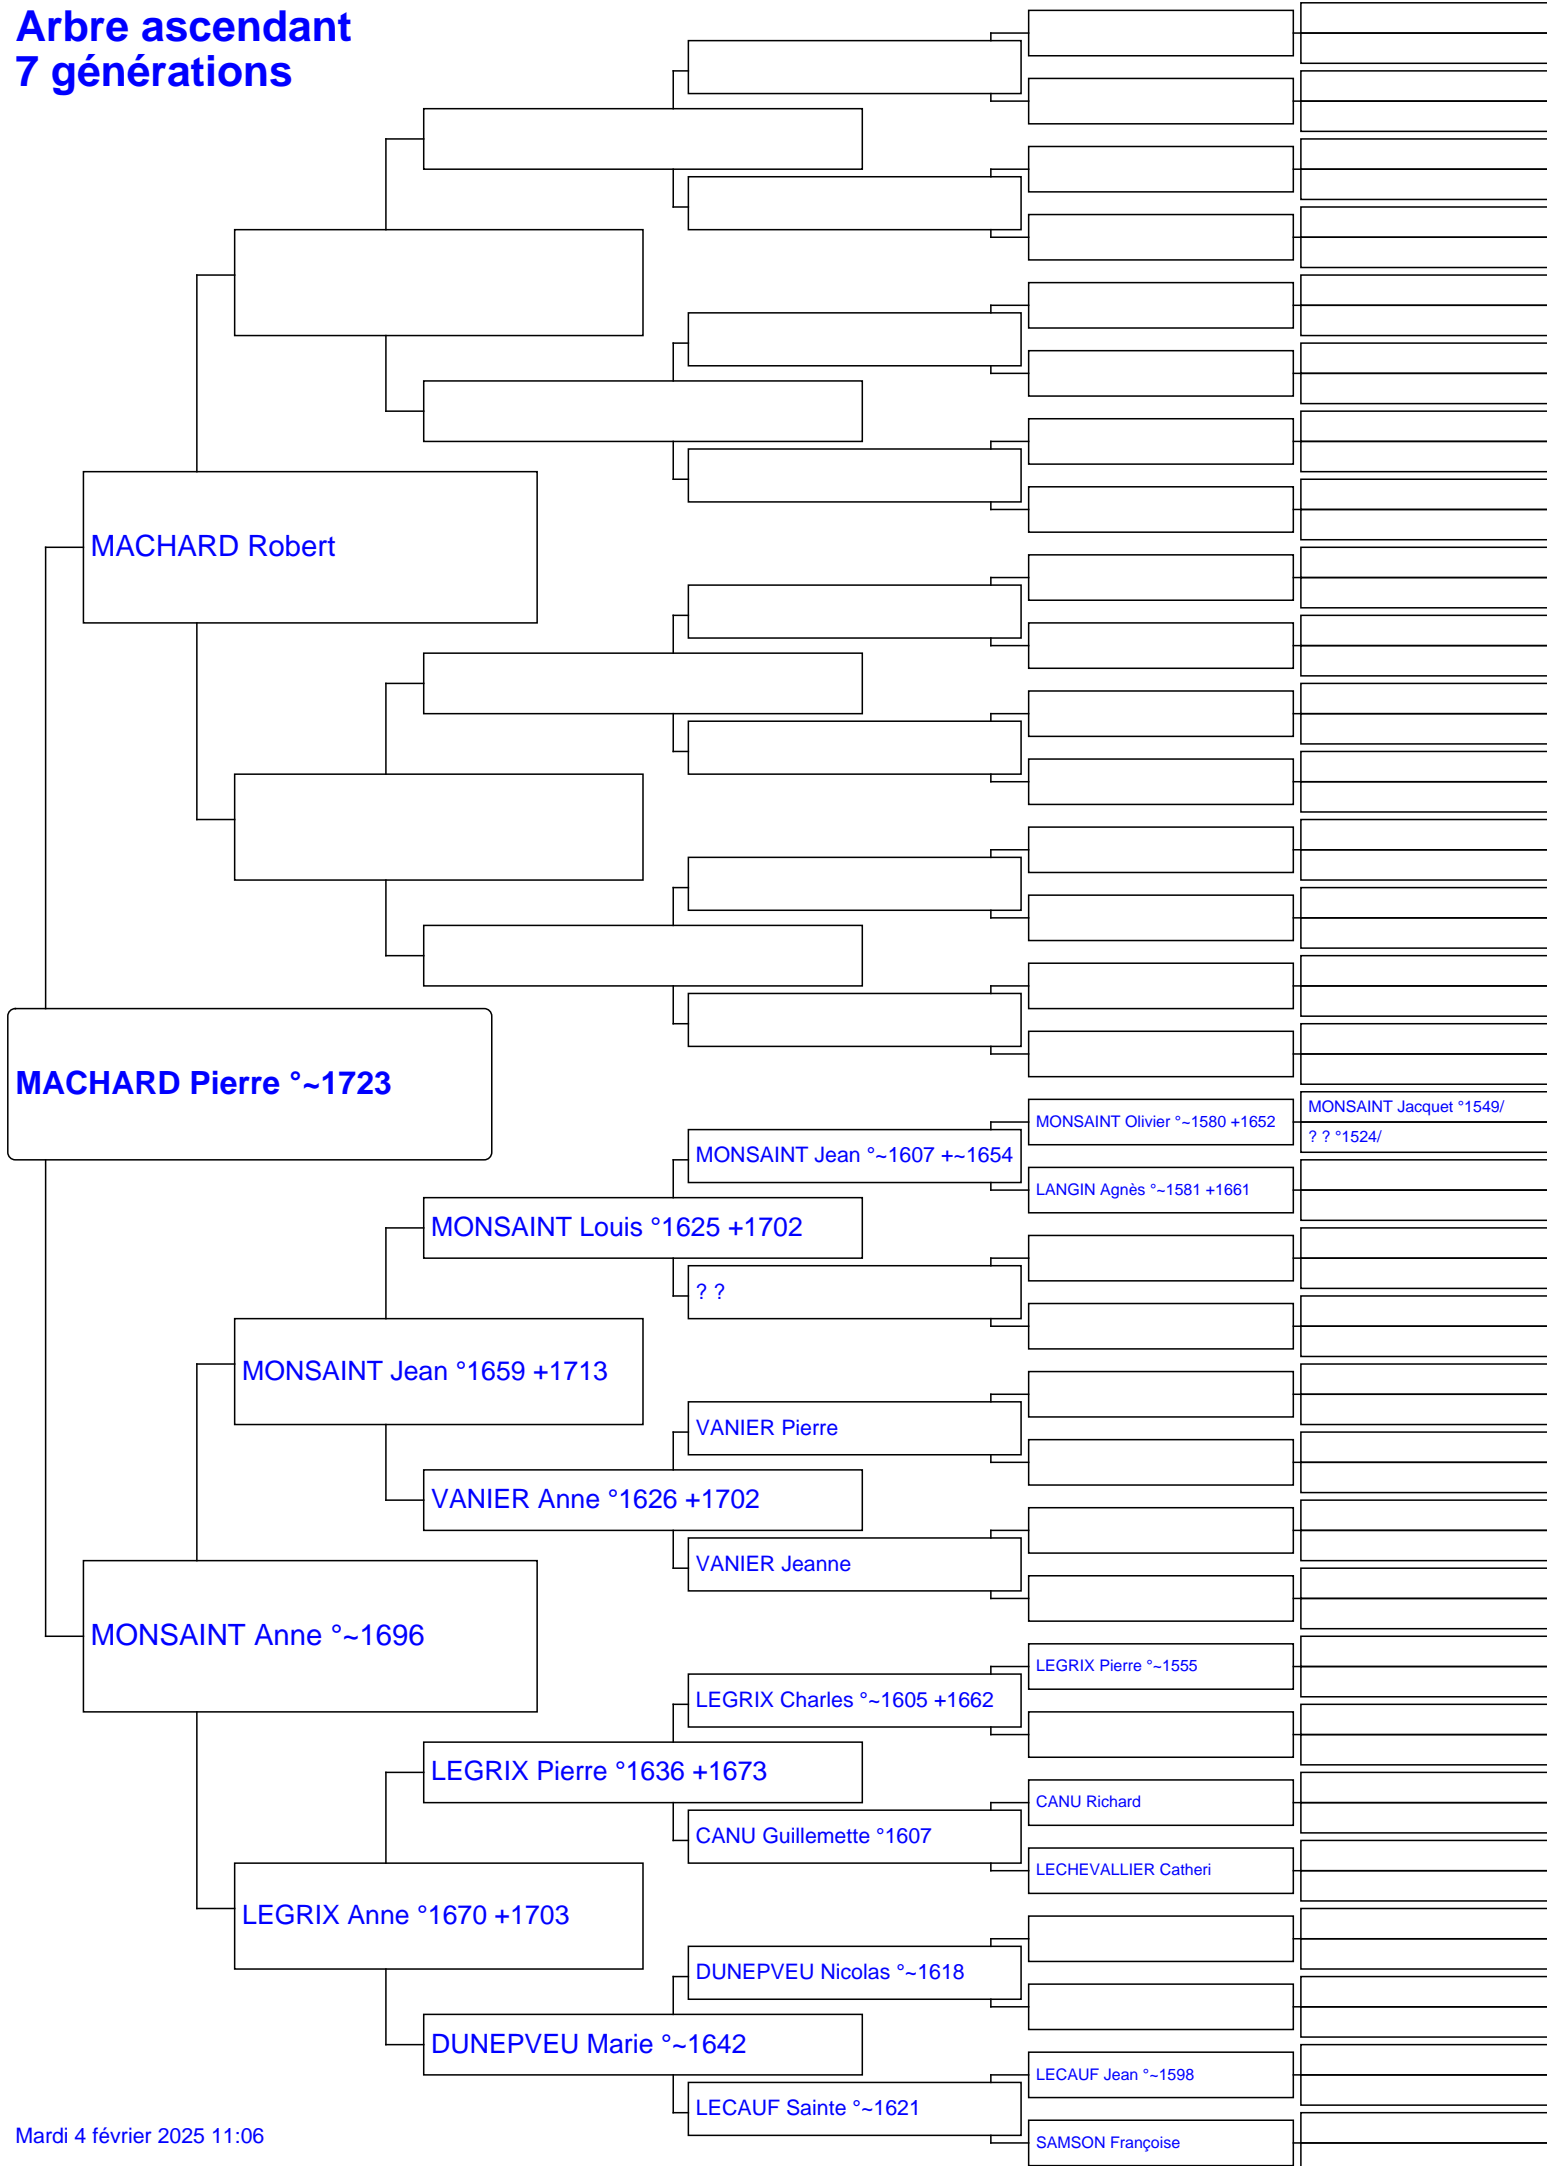 Arbre ascendant
7 générations
MACHARD Robert
MACHARD Pierre °~1723
MONSAINT Olivier °~1580 +1652
MONSAINT Jacquet °1549/
? ? °1524/
MONSAINT Jean °~1607 +~1654
LANGIN Agnès °~1581 +1661
MONSAINT Louis °1625 +1702
? ?
MONSAINT Jean °1659 +1713
VANIER Pierre
VANIER Anne °1626 +1702
VANIER Jeanne
MONSAINT Anne °~1696
LEGRIX Pierre °~1555
LEGRIX Charles °~1605 +1662
LEGRIX Pierre °1636 +1673
CANU Richard
CANU Guillemette °1607
LECHEVALLIER Catheri
LEGRIX Anne °1670 +1703
DUNEPVEU Nicolas °~1618
DUNEPVEU Marie °~1642
LECAUF Jean °~1598
LECAUF Sainte °~1621
SAMSON Françoise
Mardi 4 février 2025 11:06